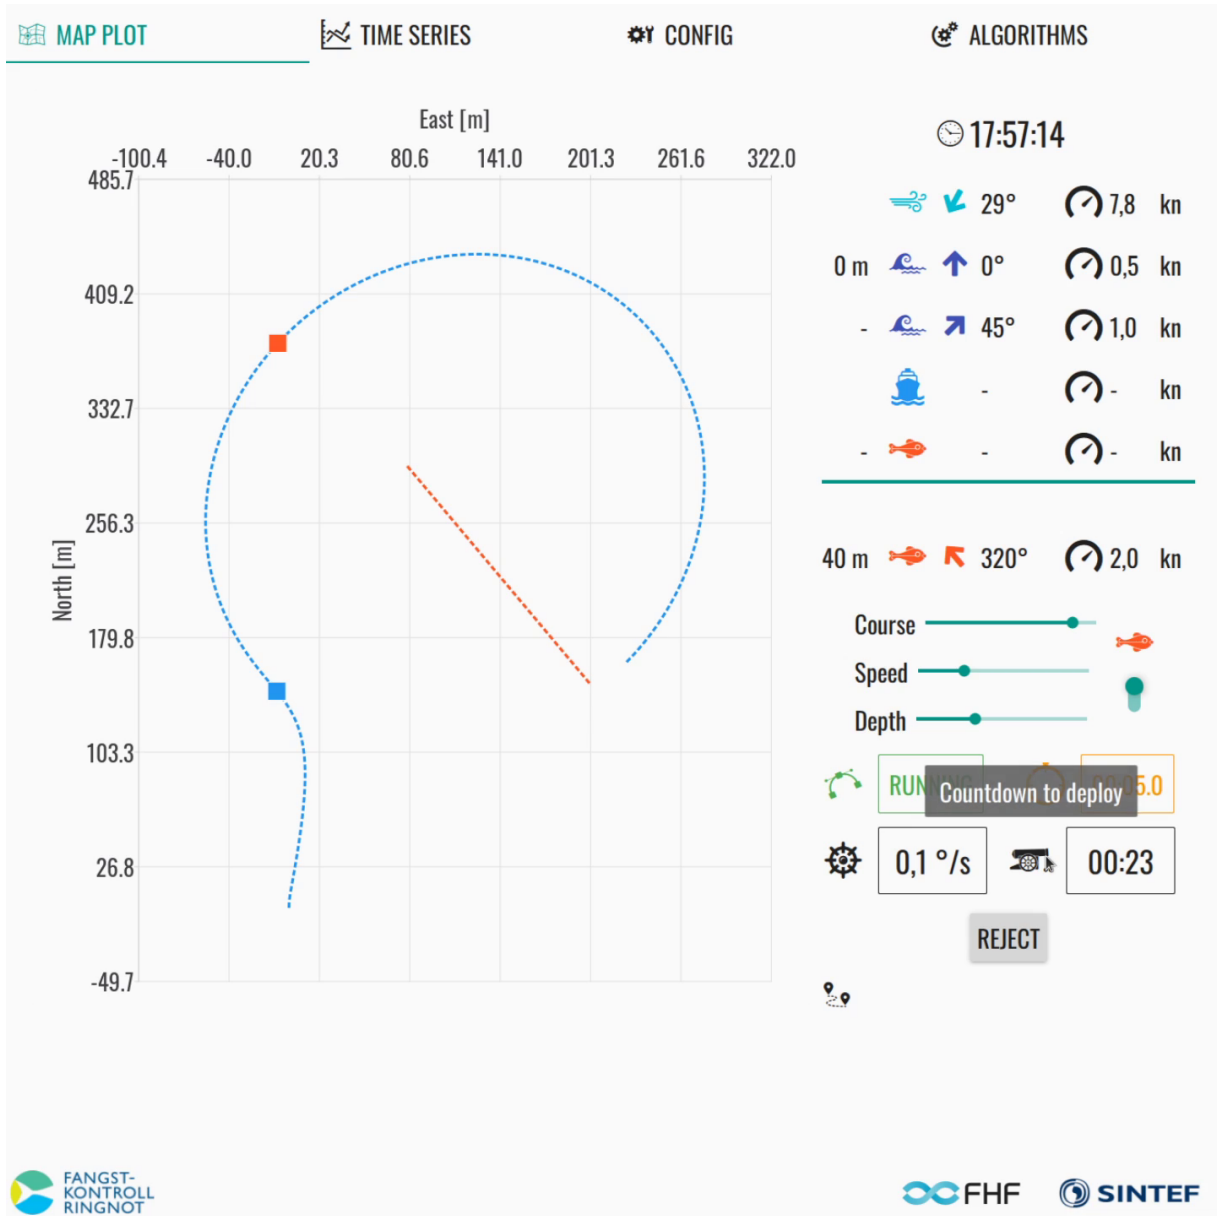 MAP PLOT TIME SERIES CONFIG ALGORITHMS
East [m]
-100.4 -40.0 20.3 80.6 141.0 201.3 261.6 322.0
485.7
409.2
332.7
256.3
179.8
103.3
26.8
-49.7
North [m]
17:57:14
29° 7,8 kn
0 m 0° 0,5 kn
- 45° 1,0 kn
- - kn
- - - kn
40 m 320° 2,0 kn
Course
Speed
Depth
Countdown to deploy
0,1 °/s 00:23
REJECT
FANGST-
KONTROLL
RINGNOT
FHF SINTEF